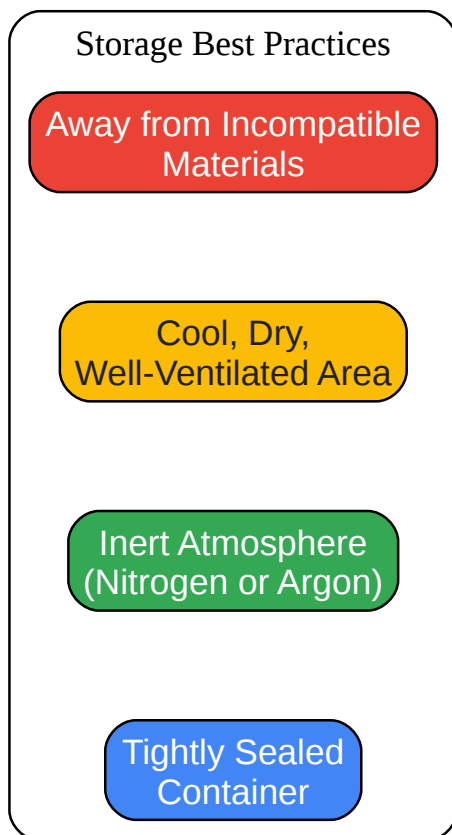 Storage Best Practices
Away from Incompatible
Materials
Cool, Dry,
Well-Ventilated Area
Inert Atmosphere
(Nitrogen or Argon)
Tightly Sealed
Container